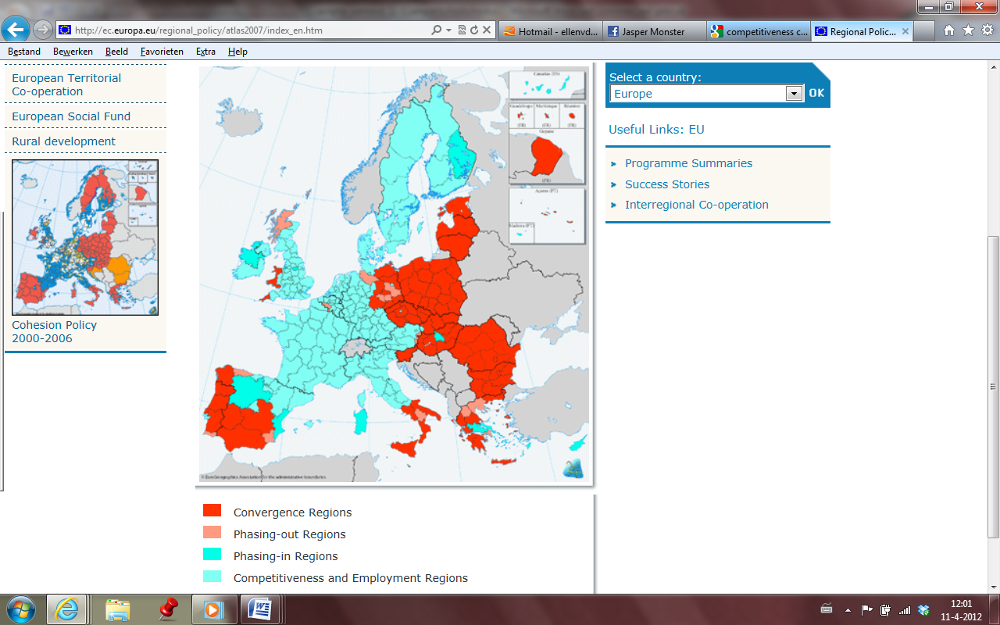 http://ec.europa.eu/regional_policy/atlas2007/index_en.htm
Hotmail - ellenvd...
Jasper Monster
competitiveness c...
Regional Polic...
Bestand Bewerken Beeld Favorieten Extra Help
European Territorial
Co-operation
European Social Fund
Rural development
Cohesion Policy
2000-2006
Canarias (ES)
Guadeloupe Martinique Réunion
(FR) (FR) (FR)
Guyane
(FR)
Açores (PT)
Madeira (PT)
© EuroGeographics Association for the administrative boundaries
Convergence Regions
Phasing-out Regions
Phasing-in Regions
Competitiveness and Employment Regions
Select a country:
Europe
OK
Useful Links: EU
Programme Summaries
Success Stories
Interregional Co-operation
12:01
11-4-2012